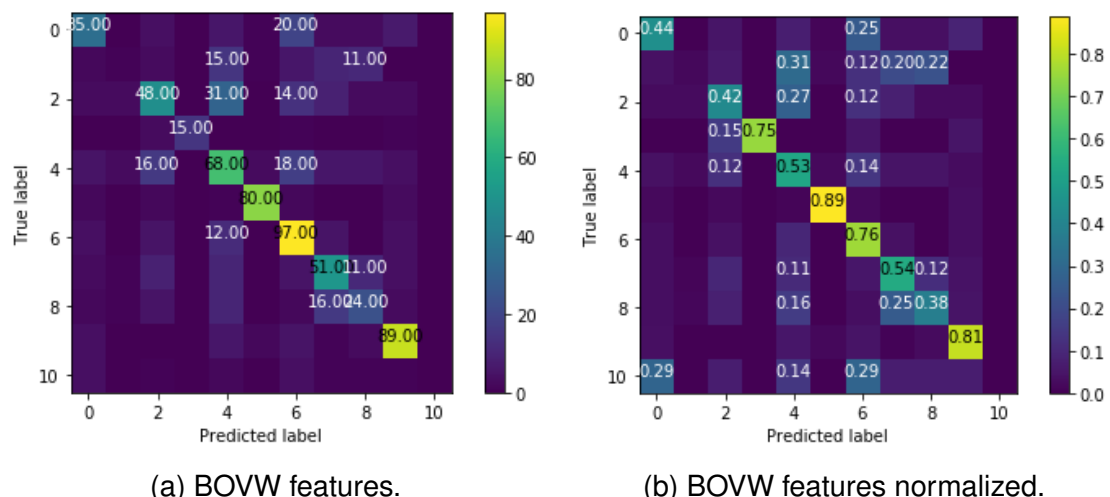 0 35.00 20.00
15.00 11.00
2 48.00 31.00 14.00
15.00
4 16.00 68.00 18.00
80.00
6 12.00 97.00
51.00 11.00
8 16.00 24.00
89.00
10
0 2 4 6 8 10
Predicted label
True label
80
60
40
20
0
(a) BOVW features.
0 0.44 0.25
0.31 0.12 0.20 0.22
2 0.42 0.27 0.12
0.15 0.75
4 0.12 0.53 0.14
0.89
6 0.76
0.11 0.54 0.12
8 0.16 0.25 0.38
0.81
10 0.29 0.14 0.29
0 2 4 6 8 10
Predicted label
True label
0.8
0.7
0.6
0.5
0.4
0.3
0.2
0.1
0.0
(b) BOVW features normalized.